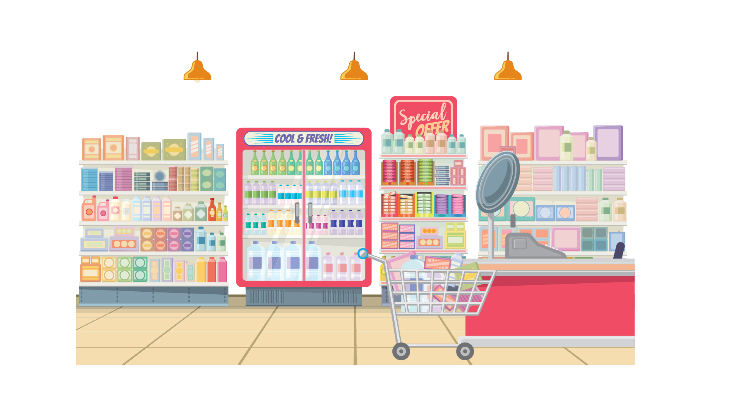 COOL & FRESH!
Special
OFFER